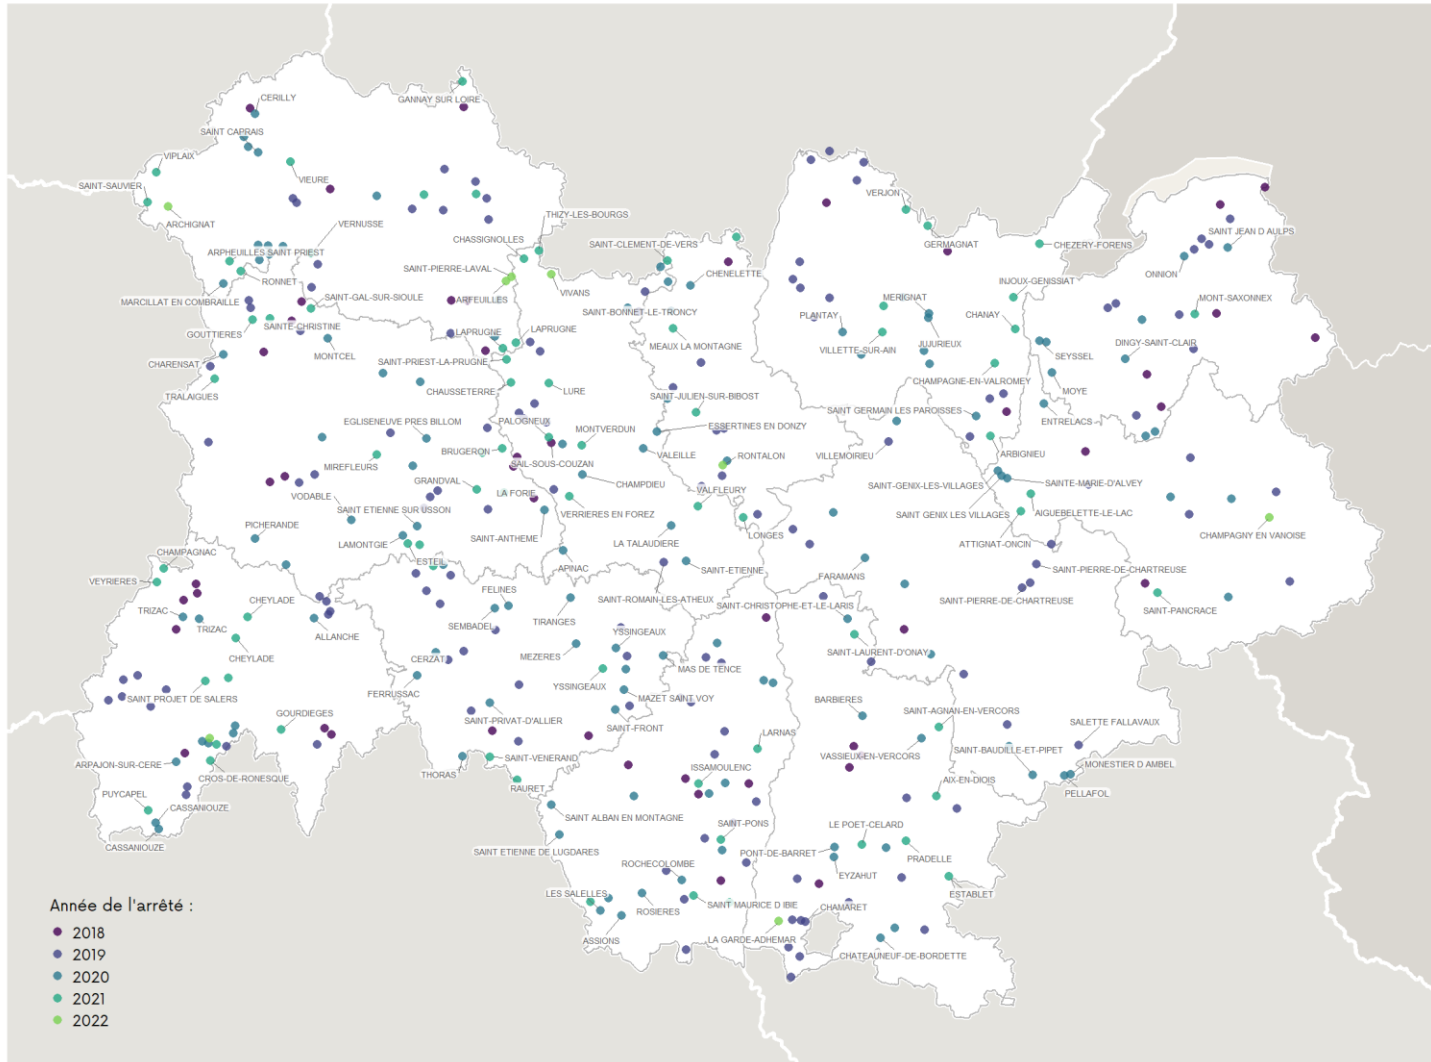 GANNAY SUR LOIRE
CERILLY
SAINT CAPRAIS
VIPLAIX
VIEURE
SAINT-SAUVIER
ARCHIGNAT
VERNUSSE
THIZY-LES-BOURGS
VERJON
CHASSIGNOLLES
SAINT-CLEMENT-DE-VERS
GERMAGNAT
CHEZERY-FORENS
SAINT JEAN D AULPS
ARPHEUILLES SAINT PRIEST
SAINT-PIERRE-LAVAL
CHENELETTE
ONNION
RONNET
INJOUX-GENISSIAT
VIVANS
MARCILLAT EN COMBRAILLE
SAINT-GAL-SUR-SIOULE
ARFEUILLES
MERIGNAT
MONT-SAXONNEX
SAINT-BONNET-LE-TRONCY
PLANTAY
CHANAY
SAINTE-CHRISTINE
GOUTTIERES
LAPRUGNE
LAPRUGNE
MEAUX LA MONTAGNE
VILLETTE-SUR-AIN
JUJURIEUX
DINGY-SAINT-CLAIR
MONTCEL
SEYSSEL
CHARENSAT
SAINT-PRIEST-LA-PRUGNE
CHAMPAGNE-EN-VALROMEY
MOYE
TRALAIGUES
CHAUSSETERRE
LURE
SAINT-JULIEN-SUR-BIBOST
SAINT GERMAIN LES PAROISSES
ENTRELACS
EGLISENEUVE PRES BILLOM
PALOGNEUX
MONTVERDUN
ESSERTINES EN DONZY
BRUGERON
VALEILLE
RONTALON
VILLEMOIRIEU
ARBIGNIEU
MIREFLEURS
SAIL-SOUS-COUZAN
GRANDVAL
CHAMPDIEU
SAINT-GENIX-LES-VILLAGES
SAINTE-MARIE-D'ALVEY
VODABLE
LA FORIE
VALFLEURY
SAINT ETIENNE SUR USSON
VERRIERES EN FOREZ
SAINT GENIX LES VILLAGES
AIGUEBELETTE-LE-LAC
PICHERANDE
SAINT-ANTHEME
LONGES
CHAMPAGNY EN VANOISE
LAMONTGIE
LA TALAUDIERE
ATTIGNAT-ONCIN
CHAMPAGNAC
ESTEIL
APINAC
SAINT-ETIENNE
FARAMANS
SAINT-PIERRE-DE-CHARTREUSE
VEYRIERES
FELINES
SAINT-ROMAIN-LES-ATHEUX
SAINT-PIERRE-DE-CHARTREUSE
CHEYLADE
SAINT-CHRISTOPHE-ET-LE-LARIS
SAINT-PANCRACE
TRIZAC
TRIZAC
ALLANCHE
SEMBADEL
TIRANGES
YSSINGEAUX
CHEYLADE
CERZAT
MEZERES
SAINT-LAURENT-D'ONAY
MAS DE TENCE
FERRUSSAC
YSSINGEAUX
SAINT PROJET DE SALERS
MAZET SAINT VOY
BARBIERES
GOURDIEGES
SAINT-PRIVAT-D'ALLIER
SAINT-FRONT
SAINT-AGNAN-EN-VERCORS
SALETTE FALLAVAUX
LARNAS
SAINT-BAUDILLE-ET-PIPET
ARPAJON-SUR-CERE
SAINT-VENERAND
VASSIEUX-EN-VERCORS
MONESTIER D AMBEL
THORAS
ISSAMOULENC
CROS-DE-RONESQUE
AIX-EN-DIOIS
RAURET
PELLAFOL
PUYCAPEL
CASSANIOUZE
SAINT ALBAN EN MONTAGNE
SAINT-PONS
LE POET-CELARD
CASSANIOUZE
SAINT ETIENNE DE LUGDARES
PONT-DE-BARRET
PRADELLE
ROCHECOLOMBE
EYZAHUT
LES SALELLES
ESTABLET
SAINT MAURICE D IBIE
ROSIERES
CHAMARET
ASSIONS
LA GARDE-ADHEMAR
CHATEAUNEUF-DE-BORDETTE
Année de l'arrêté :
2018
2019
2020
2021
2022